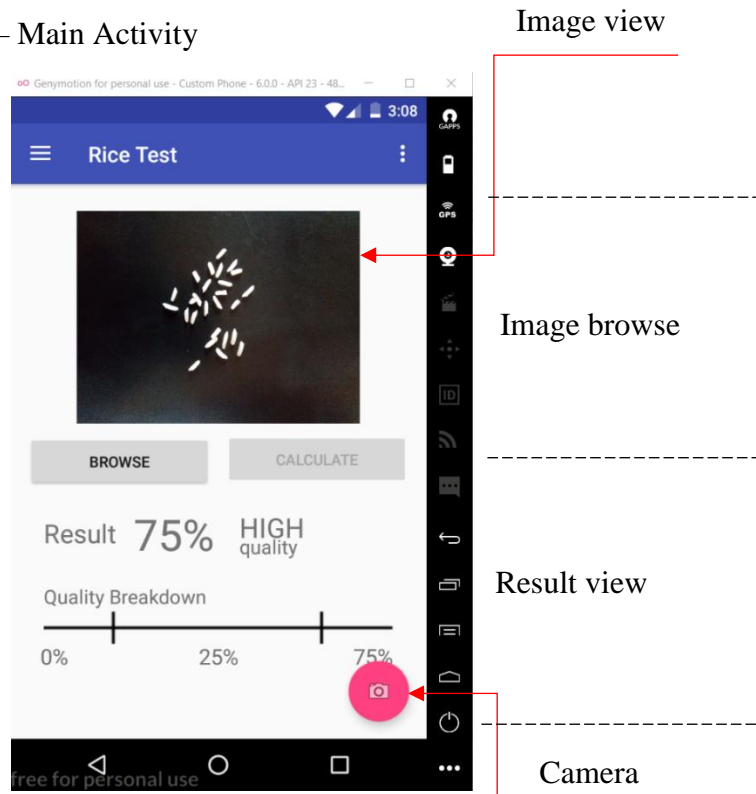 – Main Activity
Image view
Genymotion for personal use - Custom Phone - 6.0.0 - API 23 - 48...
3:08
GAPPS
Rice Test
GPS
Image browse
ID
BROWSE
CALCULATE
Result 75% HIGH
quality
Result view
Quality Breakdown
0% 25% 75%
free for personal use
Camera